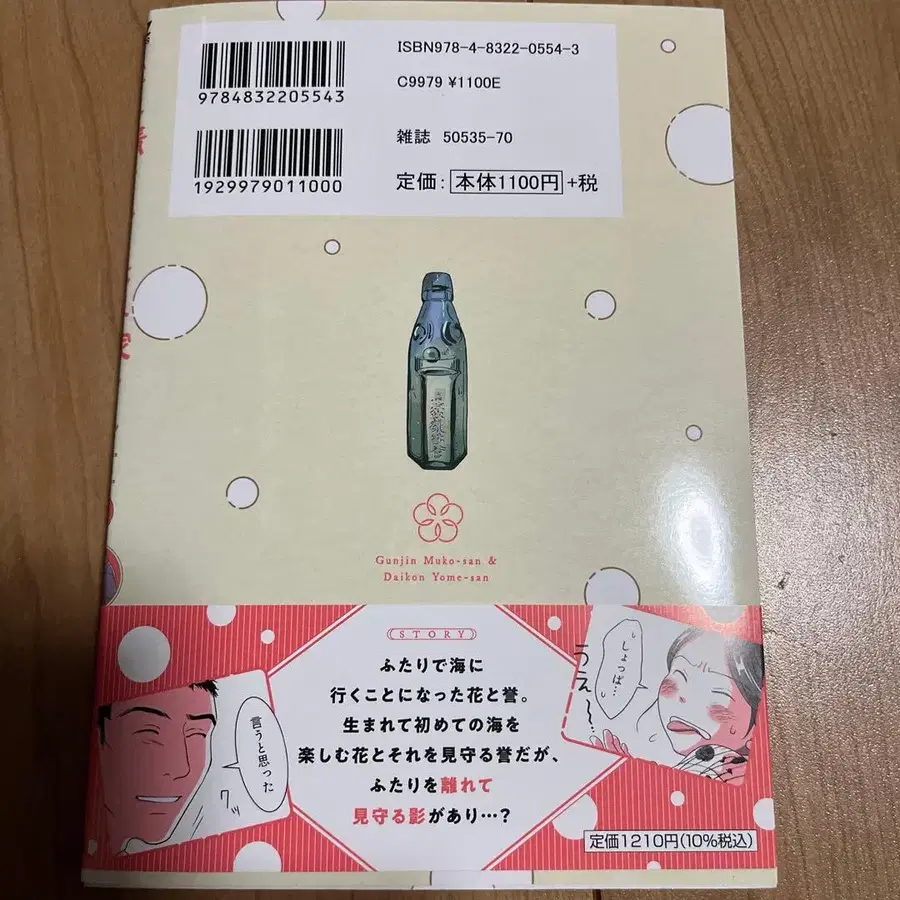 ISBN978-4-8322-0554-3
9784832205543
C9979 ¥1100E
雑誌 50535-70
1929979011000
定価：本体1100円+税
Gunjin Muko-san &
Daikon Yome-san
STORY
ふたりで海に
行くことになった花と誉。
生まれて初めての海を
楽しむ花とそれを見守る誉だが、
ふたりを離れて
見守る影があり…？
言うと思った
クッ
しょっぱ…
うえ〜
定価1210円(10%税込)